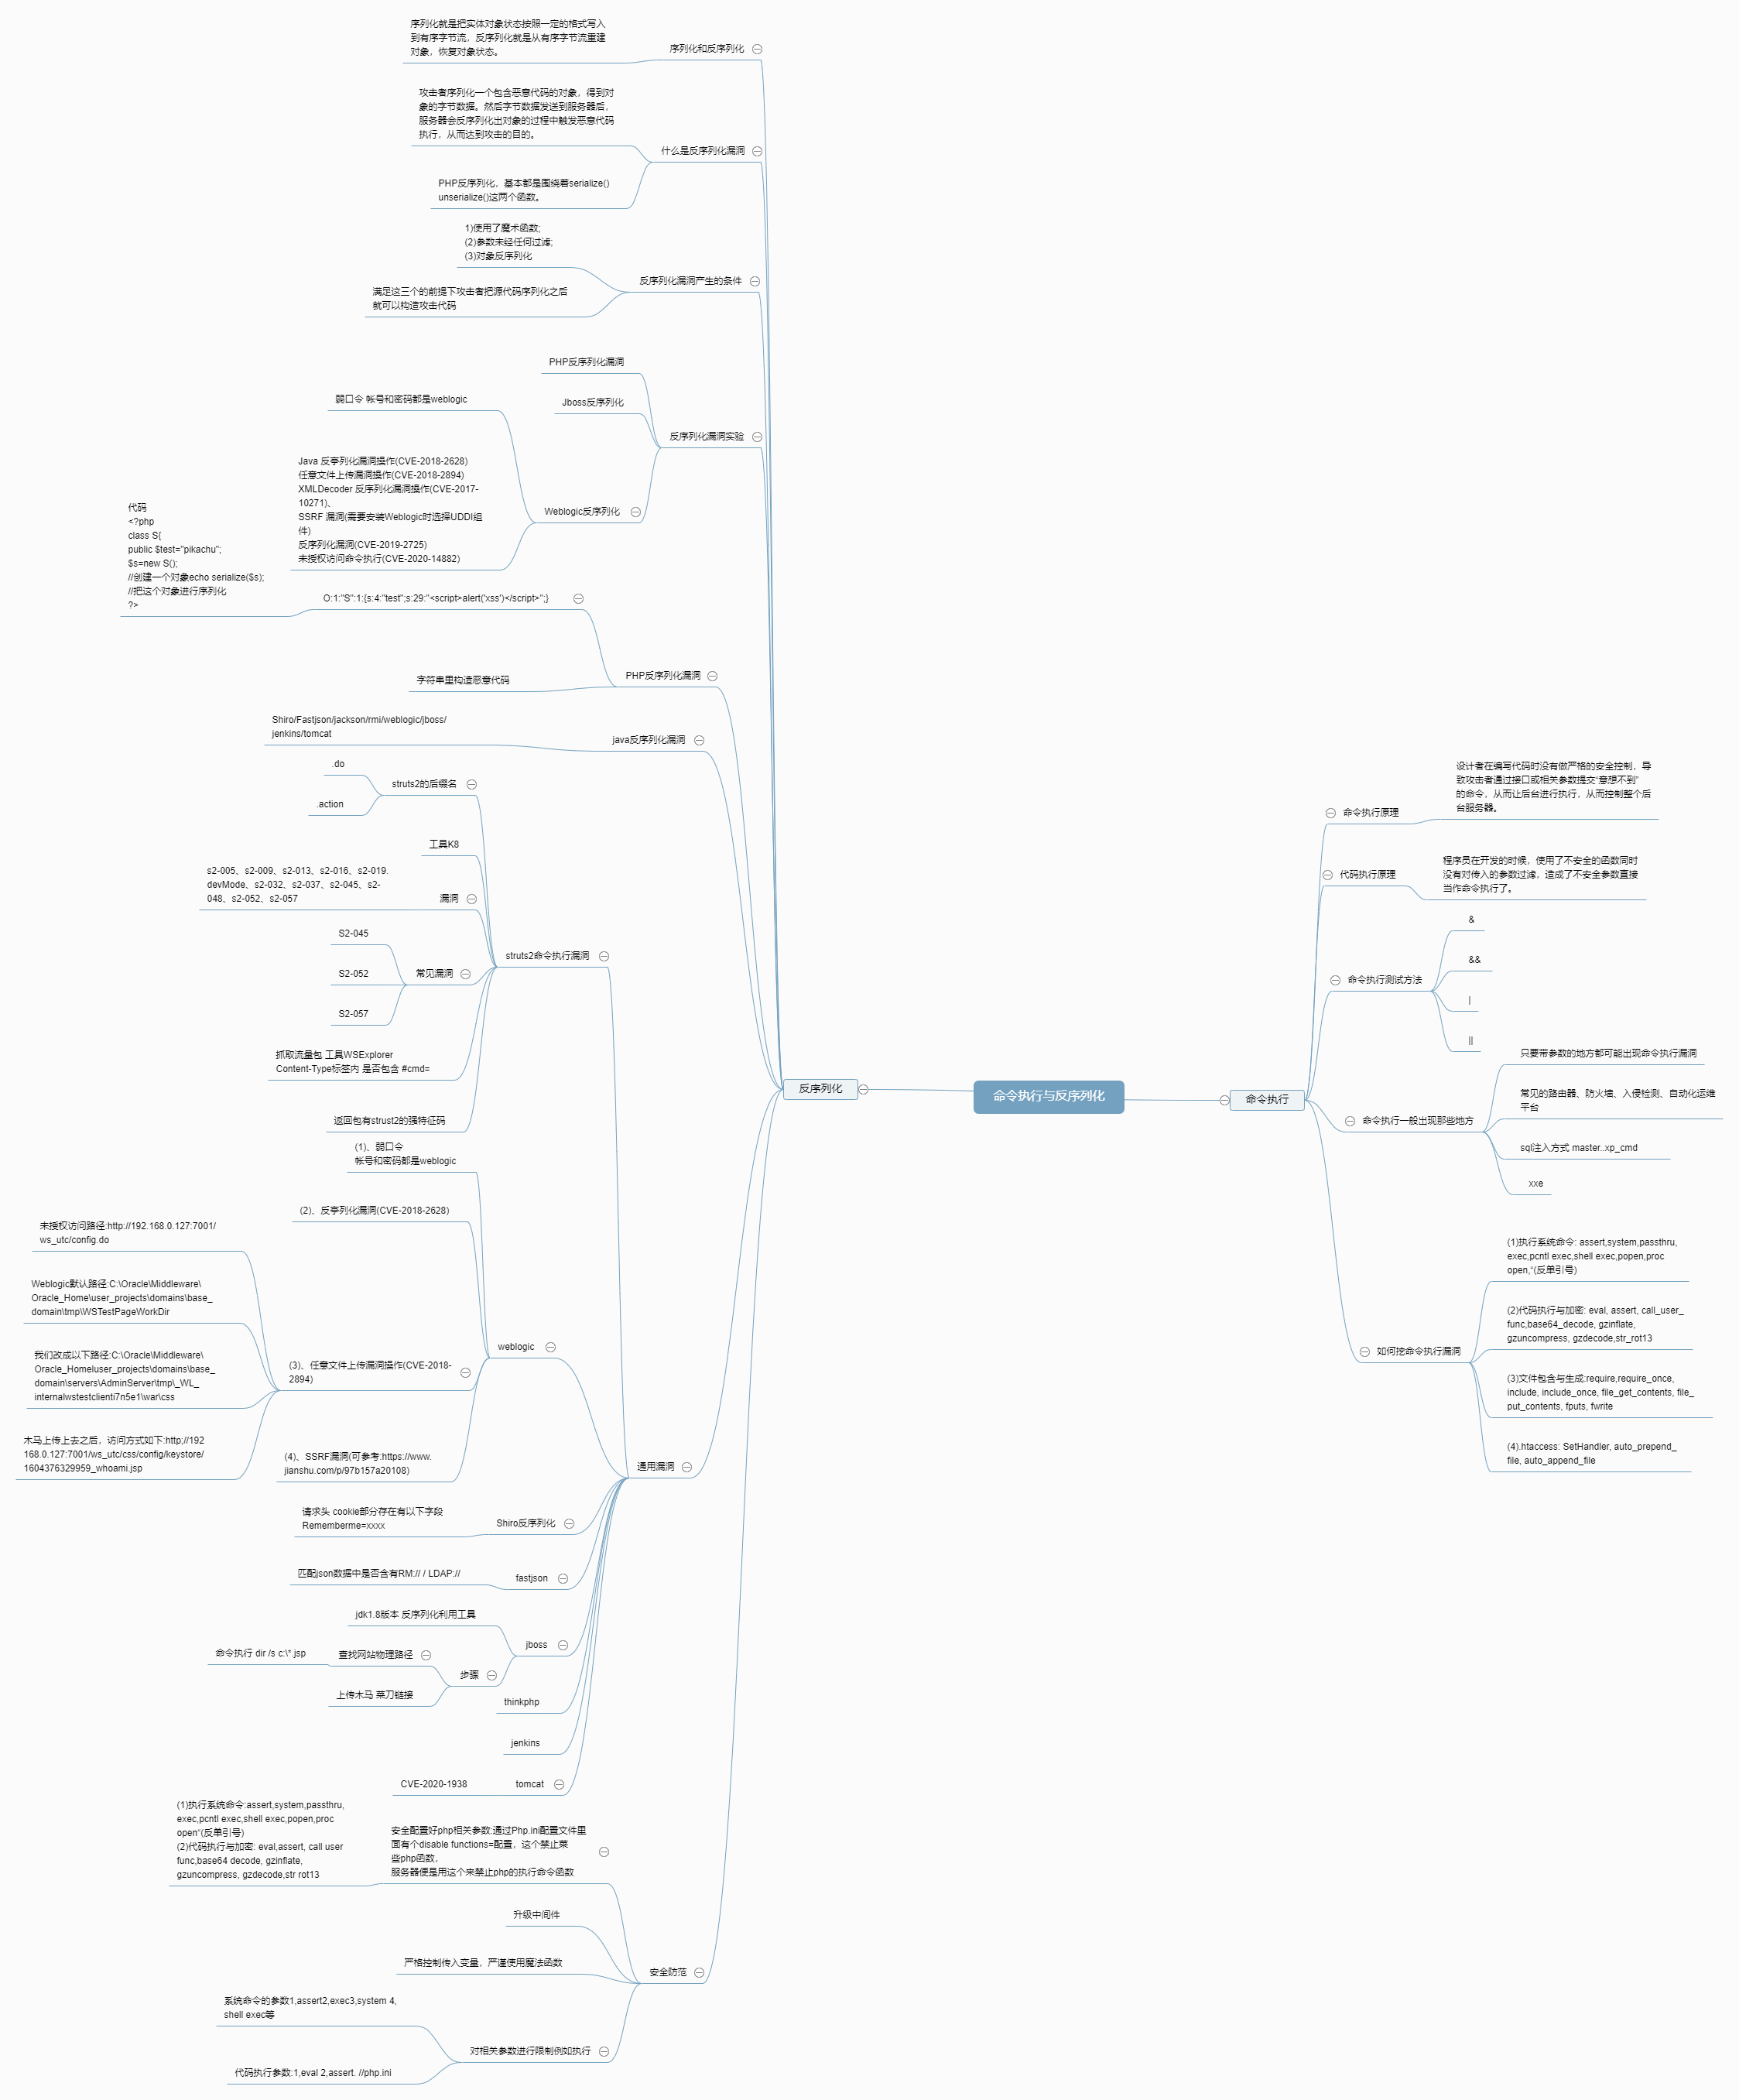 命令执行与反序列化
反序列化
序列化和反序列化
序列化就是把实体对象状态按照一定的格式写入
到有序字节流，反序列化就是从有序字节流重建
对象，恢复对象状态。
什么是反序列化漏洞
攻击者序列化一个包含恶意代码的对象，得到对
象的字节数据。然后字节数据发送到服务器后，
服务器会反序列化出对象的过程中触发恶意代码
执行，从而达到攻击的目的。
PHP反序列化，基本都是围绕着serialize()
unserialize()这两个函数。
反序列化漏洞产生的条件
1)使用了魔术函数;
(2)参数未经任何过滤;
(3)对象反序列化
满足这三个的前提下攻击者把源代码序列化之后
就可以构造攻击代码
反序列化漏洞实验
PHP反序列化漏洞
Jboss反序列化
Weblogic反序列化
弱口令 帐号和密码都是weblogic
Java 反亭列化漏洞操作(CVE-2018-2628)
任意文件上传漏洞操作(CVE-2018-2894)
XMLDecoder 反序列化漏洞操作(CVE-2017-
10271)、
SSRF 漏洞(需要安装Weblogic时选择UDDI组
件)
反序列化漏洞(CVE-2019-2725)
未授权访问命令执行(CVE-2020-14882)
PHP反序列化漏洞
O:1:"S":1:{s:4:"test";s:29:"<script>alert('xss')</script>";}
代码
<?php
class S{
public $test="pikachu";
$s=new S();
//创建一个对象echo serialize($s);
//把这个对象进行序列化
?>
字符串里构造恶意代码
java反序列化漏洞
Shiro/Fastjson/jackson/rmi/weblogic/jboss/
jenkins/tomcat
通用漏洞
struts2命令执行漏洞
struts2的后缀名
.do
.action
工具K8
漏洞
s2-005、s2-009、s2-013、s2-016、s2-019.
devMode、s2-032、s2-037、s2-045、s2-
048、s2-052、s2-057
常见漏洞
S2-045
S2-052
S2-057
抓取流量包 工具WSExplorer
Content-Type标签内 是否包含 #cmd=
返回包有strust2的强特征码
weblogic
(1)、弱口令
帐号和密码都是weblogic
(2)、反亭列化漏洞(CVE-2018-2628)
(3)、任意文件上传漏洞操作(CVE-2018-
2894)
未授权访问路径:http://192.168.0.127:7001/
ws_utc/config.do
Weblogic默认路径:C:\Oracle\Middleware\
Oracle_Home\user_projects\domains\base_
domain\tmp\WSTestPageWorkDir
我们改成以下路径:C:\Oracle\Middleware\
Oracle_Homeluser_projects\domains\base_
domain\servers\AdminServer\tmp\_WL_
internalwstestclienti7n5e1\war\css
木马上传上去之后，访问方式如下:http;//192
168.0.127:7001/ws_utc/css/config/keystore/
1604376329959_whoami.jsp
(4)、SSRF漏洞(可参考:https://www.
jianshu.com/p/97b157a20108)
Shiro反序列化
请求头 cookie部分存在有以下字段
Rememberme=xxxx
fastjson
匹配json数据中是否含有RM:// / LDAP://
jboss
jdk1.8版本 反序列化利用工具
步骤
查找网站物理路径
命令执行 dir /s c:\*.jsp
上传木马 菜刀链接
thinkphp
jenkins
tomcat
CVE-2020-1938
安全防范
安全配置好php相关参数:通过Php.ini配置文件里
面有个disable functions=配置，这个禁止菜
些php函数，
服务器便是用这个来禁止php的执行命令函数
(1)执行系统命令:assert,system,passthru,
exec,pcntl exec,shell exec,popen,proc
open“(反单引号)
(2)代码执行与加密: eval,assert, call user
func,base64 decode, gzinflate,
gzuncompress, gzdecode,str rot13
升级中间件
严格控制传入变量，严谨使用魔法函数
对相关参数进行限制例如执行
系统命令的参数1,assert2,exec3,system 4,
shell exec等
代码执行参数:1,eval 2,assert. //php.ini
命令执行
命令执行原理
设计者在编写代码时没有做严格的安全控制，导
致攻击者通过接口或相关参数提交“意想不到”
的命令，从而让后台进行执行，从而控制整个后
台服务器。
代码执行原理
程序员在开发的时候，使用了不安全的函数同时
没有对传入的参数过滤，造成了不安全参数直接
当作命令执行了。
命令执行测试方法
&
&&
|
||
命令执行一般出现那些地方
只要带参数的地方都可能出现命令执行漏洞
常见的路由器、防火墙、入侵检测、自动化运维
平台
sql注入方式 master..xp_cmd
xxe
如何挖命令执行漏洞
(1)执行系统命令: assert,system,passthru,
exec,pcntl exec,shell exec,popen,proc
open,“(反单引号)
(2)代码执行与加密: eval, assert, call_user_
func,base64_decode, gzinflate,
gzuncompress, gzdecode,str_rot13
(3)文件包含与生成:require,require_once,
include, include_once, file_get_contents, file_
put_contents, fputs, fwrite
(4).htaccess: SetHandler, auto_prepend_
file, auto_append_file